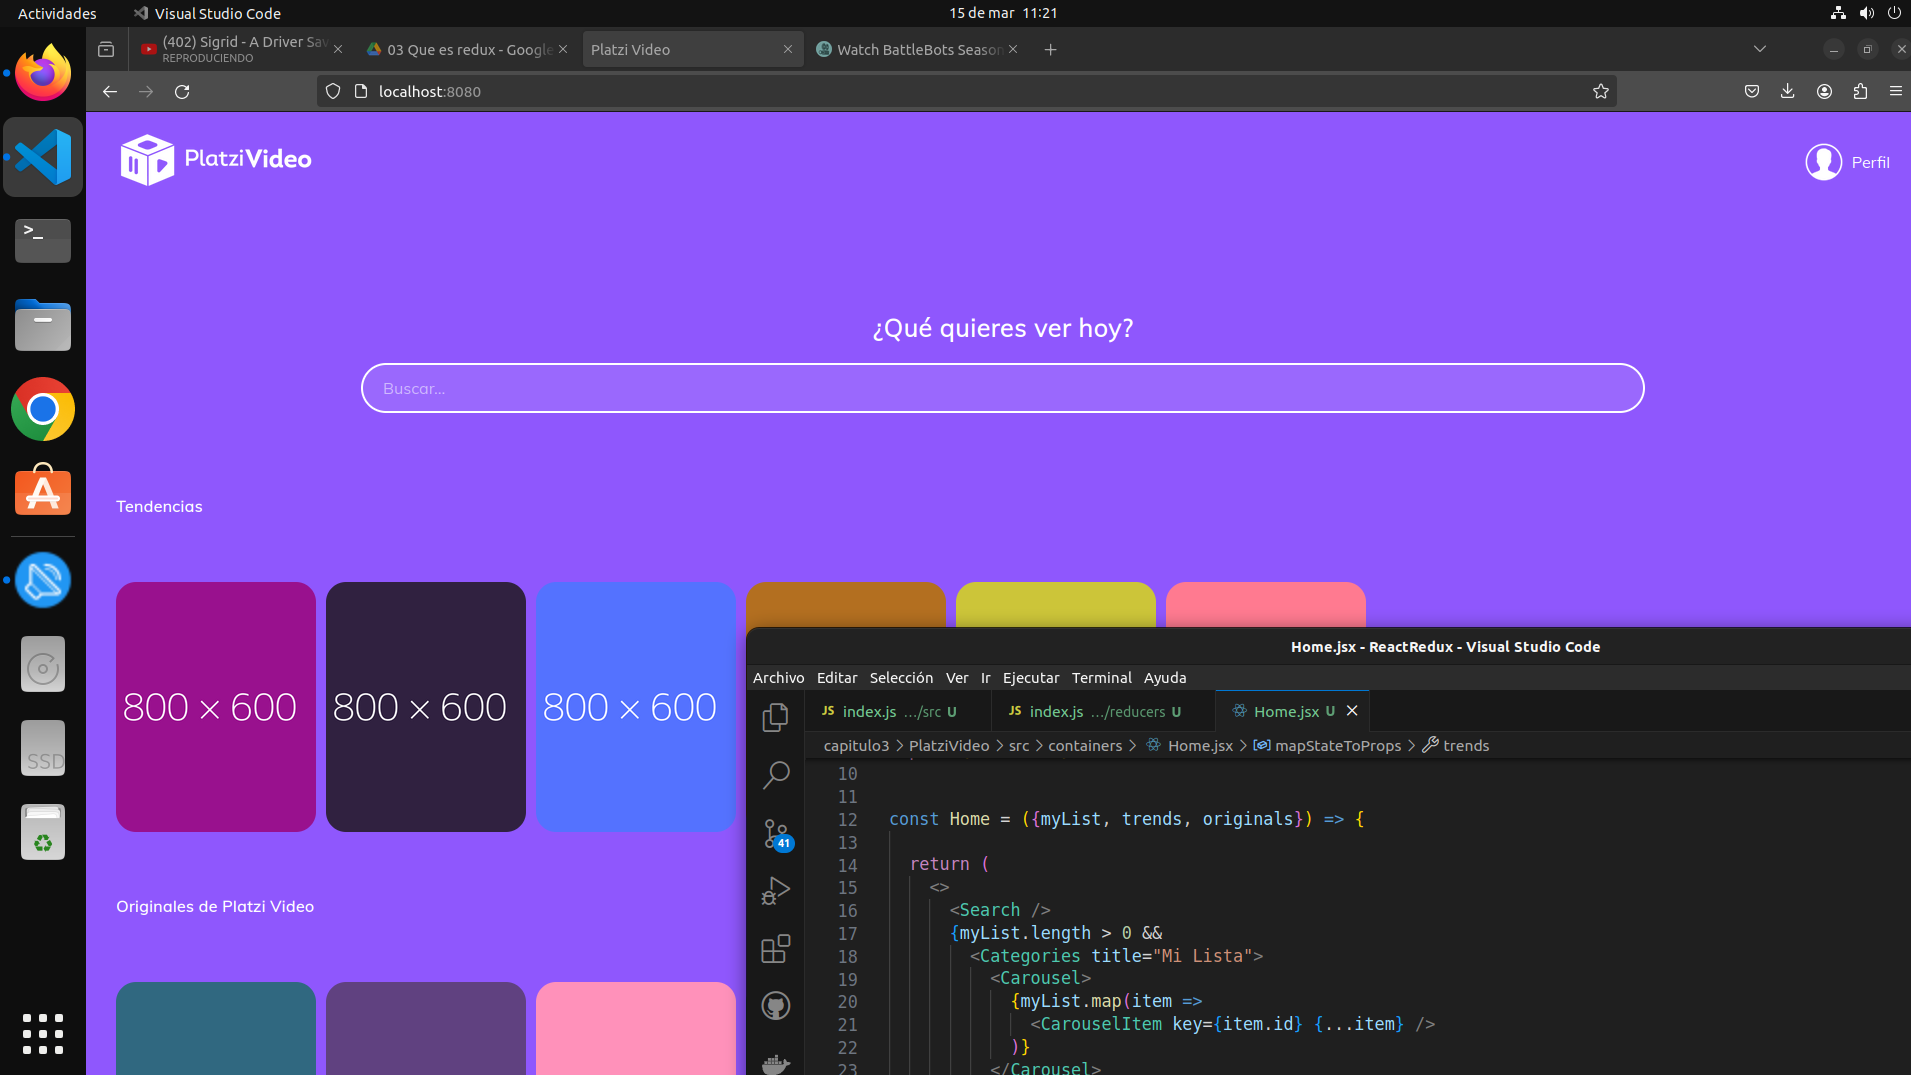 Actividades
Visual Studio Code
15 de mar 11:21
(402) Sigrid - A Driver Sav
REPRODUCIENDO
03 Que es redux - Google
Platzi Video
Watch BattleBots Season
localhost:8080
PlatziVideo
Perfil
¿Qué quieres ver hoy?
Buscar...
Tendencias
800 × 600
800 × 600
800 × 600
Originales de Platzi Video
>_
SSD
Home.jsx - ReactRedux - Visual Studio Code
Archivo Editar Selección Ver Ir Ejecutar Terminal Ayuda
JS index.js .../src U
JS index.js .../reducers U
Home.jsx U
capitulo3 > PlatziVideo > src > containers > Home.jsx > mapStateToProps > trends
41
10
11
12 const Home = ({myList, trends, originals}) => {
13
14 return (
15 <>
16 <Search />
17 {myList.length > 0 &&
18 <Categories title="Mi Lista">
19 <Carousel>
20 {myList.map(item =>
21 <CarouselItem key={item.id} {...item} />
22 )}
23 </Carousel>